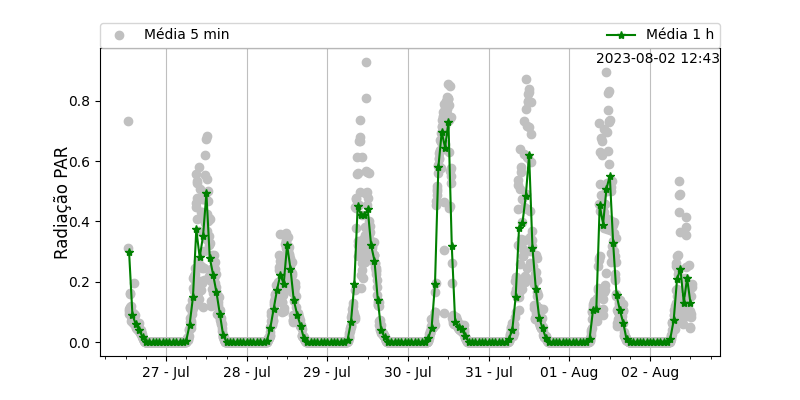 Média 5 min
Média 1 h
2023-08-02 12:43
Radiação PAR
0.8
0.6
0.4
0.2
0.0
27 - Jul
28 - Jul
29 - Jul
30 - Jul
31 - Jul
01 - Aug
02 - Aug